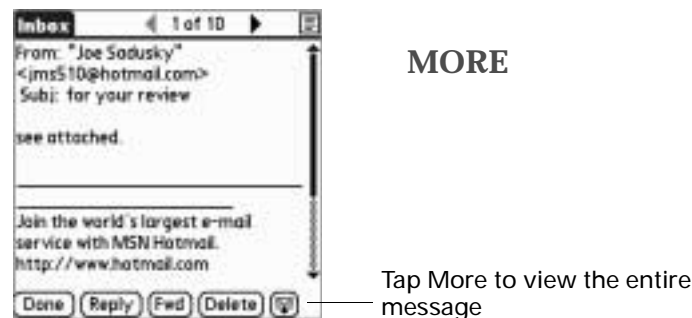 Inbox 1 of 10
From: "Joe Sadusky"
<jms510@hotmail.com>
Subj: for your review
see attached.
Join the world's largest e-mail
service with MSN Hotmail.
http://www.hotmail.com
Done Reply Fwd Delete
MORE
Tap More to view the entire
message